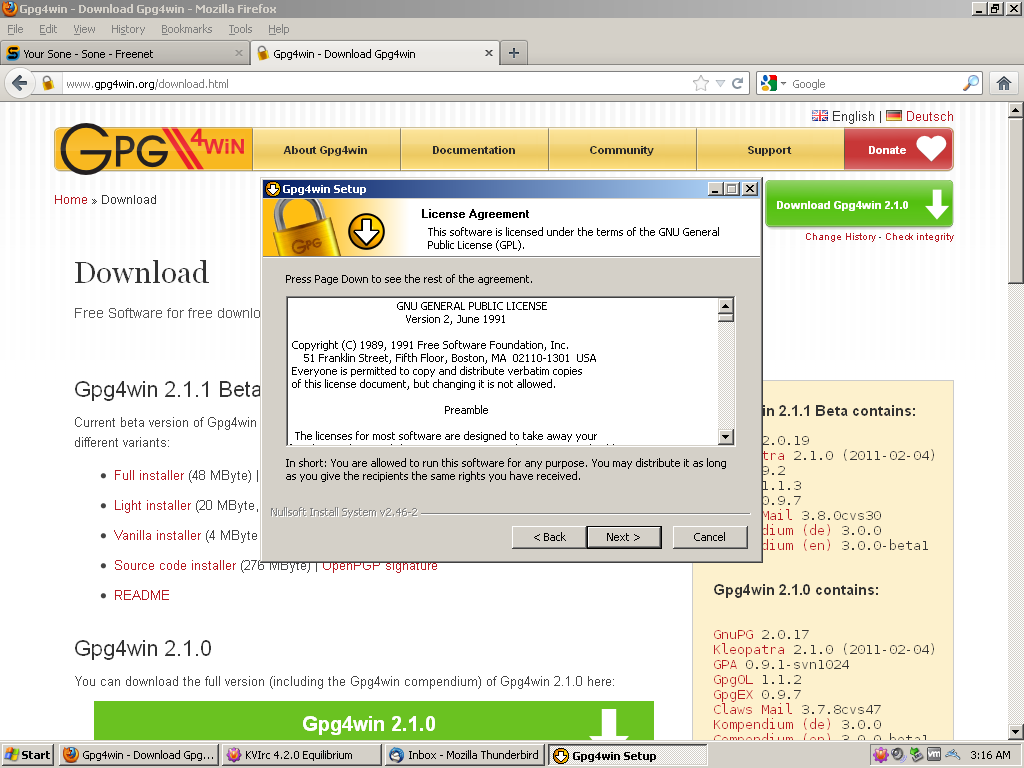 Gpg4win - Download Gpg4win - Mozilla Firefox
File Edit View History Bookmarks Tools Help
Your Sone - Sone - Freenet
Gpg4win - Download Gpg4win
www.gpg4win.org/download.html
Google
English | Deutsch
GPG4WiN
About Gpg4win
Documentation
Community
Support
Donate
Home » Download
Download Gpg4win 2.1.0
Change History - Check integrity
Download
Free Software for free downlo
Gpg4win 2.1.1 Beta
Current beta version of Gpg4win
different variants:
Full installer (48 MByte) |
Light installer (20 MByte,
Vanilla installer (4 MByte
Source code installer (276 MByte) | OpenPGP signature
README
Gpg4win 2.1.0
You can download the full version (including the Gpg4win compendium) of Gpg4win 2.1.0 here:
Gpg4win 2.1.0
Gpg4win Setup
GPG
License Agreement
This software is licensed under the terms of the GNU General
Public License (GPL).
Press Page Down to see the rest of the agreement.
GNU GENERAL PUBLIC LICENSE
Version 2, June 1991
Copyright (C) 1989, 1991 Free Software Foundation, Inc.
51 Franklin Street, Fifth Floor, Boston, MA 02110-1301 USA
Everyone is permitted to copy and distribute verbatim copies
of this license document, but changing it is not allowed.
Preamble
The licenses for most software are designed to take away your
In short: You are allowed to run this software for any purpose. You may distribute it as long
as you give the recipients the same rights you have received.
Nullsoft Install System v2.46-2
< Back
Next >
Cancel
in 2.1.1 Beta contains:
2.0.19
tra 2.1.0 (2011-02-04)
9.2
1.1.3
0.9.7
Mail 3.8.0cvs30
dium (de) 3.0.0
dium (en) 3.0.0-beta1
Gpg4win 2.1.0 contains:
GnuPG 2.0.17
Kleopatra 2.1.0 (2011-02-04)
GPA 0.9.1-svn1024
GpgOL 1.1.2
GpgEX 0.9.7
Claws Mail 3.7.8cvs47
Kompendium (de) 3.0.0
Compendium (en) 3.0.0-beta1
Start
Gpg4win - Download Gpg...
KVIrc 4.2.0 Equilibrium
Inbox - Mozilla Thunderbird
Gpg4win Setup
3:16 AM